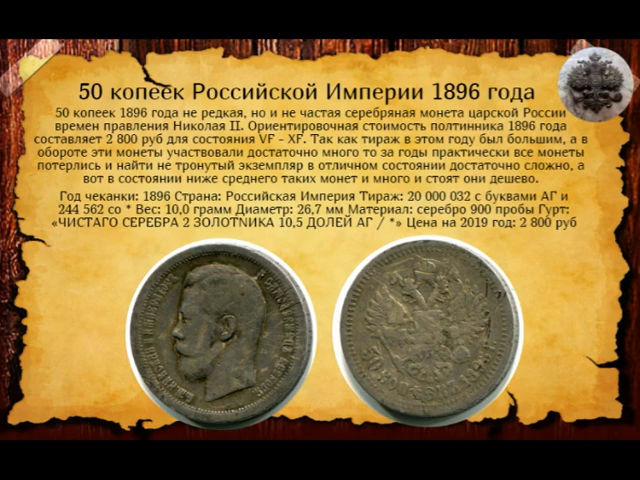 50 копеек Российской Империи 1896 года
50 копеек 1896 года не редкая, но и не частая серебряная монета царской России
времен правления Николая II. Ориентировочная стоимость полтинника 1896 года
составляет 2 800 руб для состояния VF - XF. Так как тираж в этом году был большим, а в
обороте эти монеты участвовали достаточно много то за годы практически все монеты
потерлись и найти не тронутый экземпляр в отличном состоянии достаточно сложно, а
вот в состоянии ниже среднего таких монет и много и стоят они дешево.
Год чеканки: 1896 Страна: Российская Империя Тираж: 20 000 032 с буквами АГ и
244 562 со * Вес: 10,0 грамм Диаметр: 26,7 мм Материал: серебро 900 пробы Гурт:
«ЧИСТАГО СЕРЕБРА 2 ЗОЛОТNИКА 10,5 ДОЛЕЙ АГ / *» Цена на 2019 год: 2 800 руб